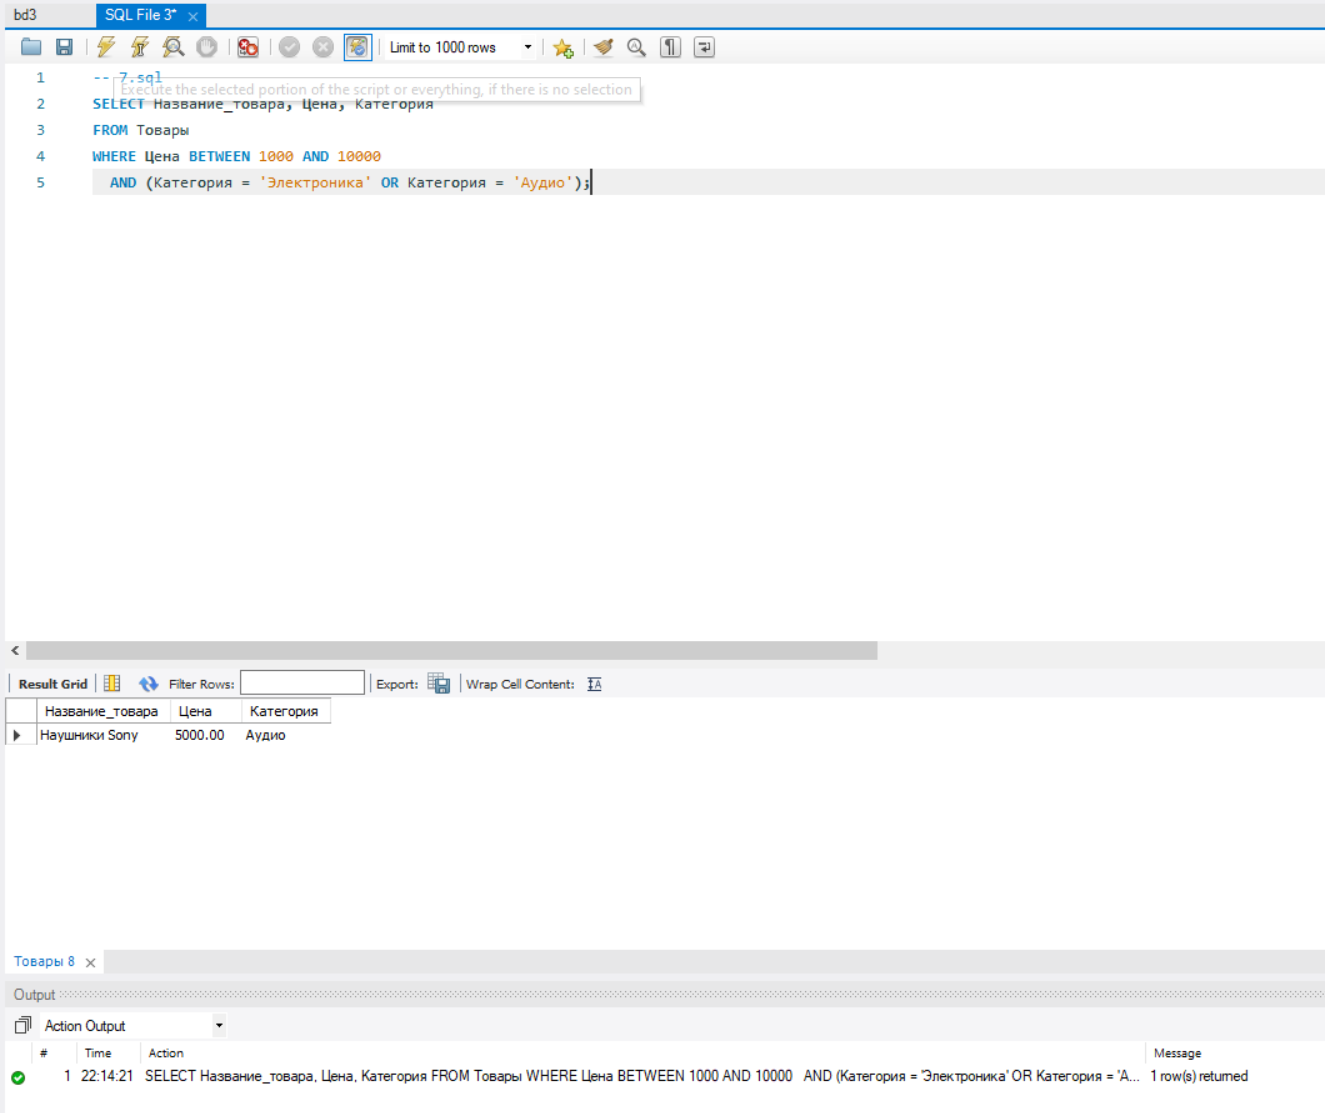 bd3 SQL File 3*
Limit to 1000 rows
1 -- 7.sql
Execute the selected portion of the script or everything, if there is no selection
2 SELECT Название_товара, Цена, Категория
3 FROM Товары
4 WHERE Цена BETWEEN 1000 AND 10000
5 AND (Категория = 'Электроника' OR Категория = 'Аудио');
Result Grid Filter Rows: Export: Wrap Cell Content:
Название_товара Цена Категория
Наушники Sony 5000.00 Аудио
Товары 8
Output
Action Output
# Time Action Message
1 22:14:21 SELECT Название_товара, Цена, Категория FROM Товары WHERE Цена BETWEEN 1000 AND 10000 AND (Категория = 'Электроника' OR Категория = 'А... 1 row(s) returned